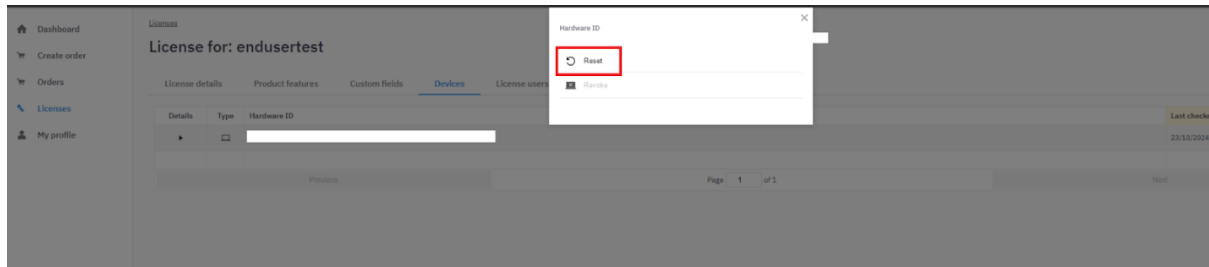 Dashboard
Create order
Orders
Licenses
My profile
Licenses
License for: endusertest
License details
Product features
Custom fields
Devices
License users
Details
Type
Hardware ID
Last checke
23/10/2024
Previous
Page 1 of 1
Next
Hardware ID
Reset
Revoke